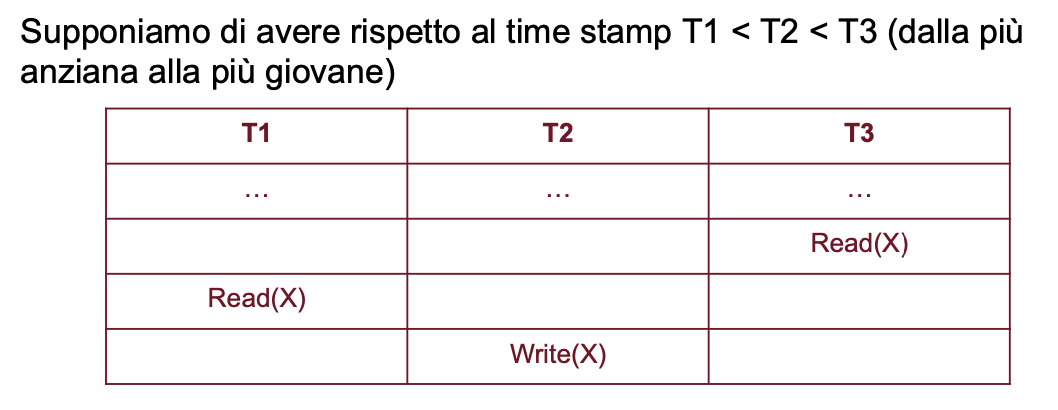 Supponiamo di avere rispetto al time stamp T1 < T2 < T3 (dalla più
anziana alla più giovane)
T1 T2 T3
… … …
Read(X)
Read(X)
Write(X)